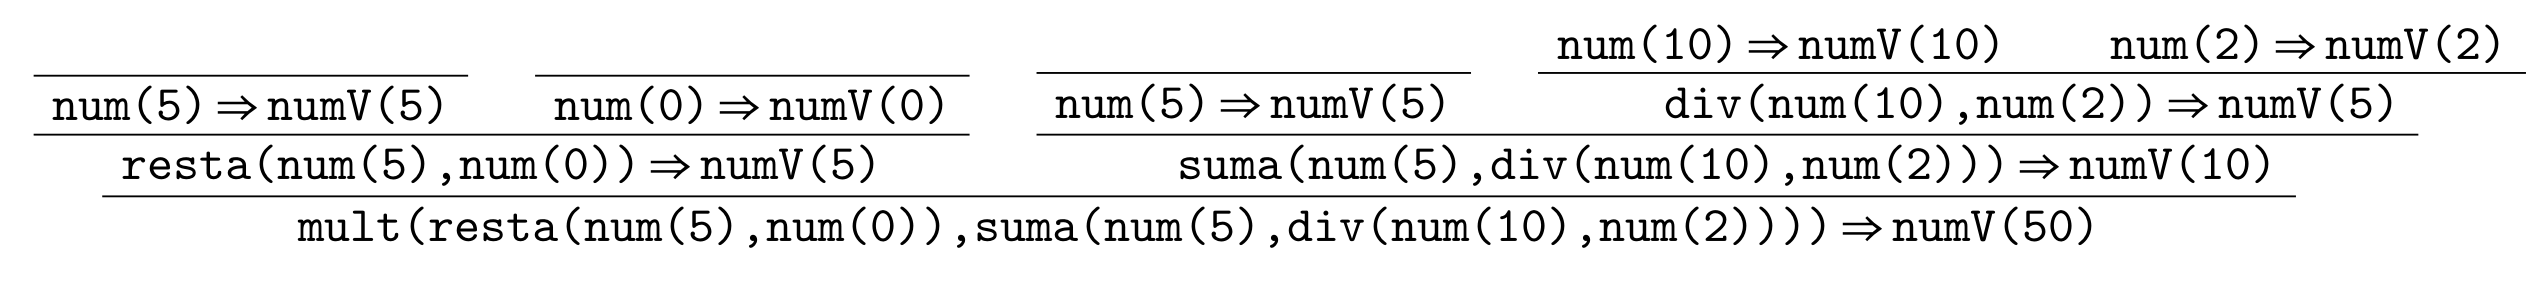 num(10)⇒numV(10) num(2)⇒numV(2)
num(5)⇒numV(5) num(0)⇒numV(0) num(5)⇒numV(5) div(num(10),num(2))⇒numV(5)
resta(num(5),num(0))⇒numV(5) suma(num(5),div(num(10),num(2)))⇒numV(10)
mult(resta(num(5),num(0)),suma(num(5),div(num(10),num(2))))⇒numV(50)